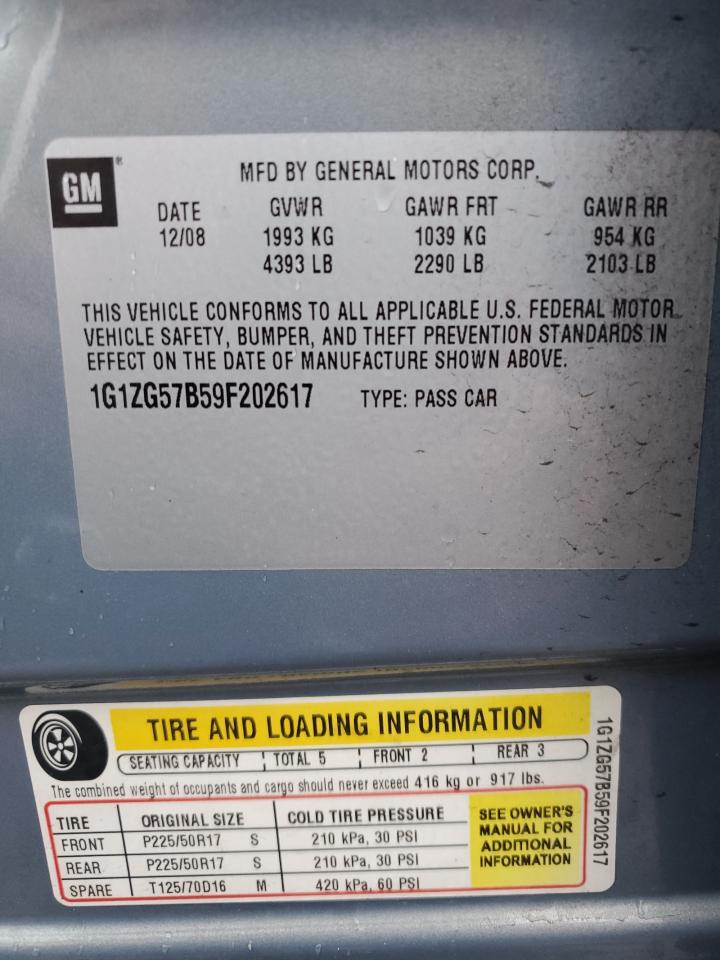 GM®
MFD BY GENERAL MOTORS CORP.
DATE GVWR GAWR FRT GAWR RR
12/08 1993 KG 1039 KG 954 KG
4393 LB 2290 LB 2103 LB
THIS VEHICLE CONFORMS TO ALL APPLICABLE U.S. FEDERAL MOTOR
VEHICLE SAFETY, BUMPER, AND THEFT PREVENTION STANDARDS IN
EFFECT ON THE DATE OF MANUFACTURE SHOWN ABOVE.
1G1ZG57B59F202617 TYPE: PASS CAR
TIRE AND LOADING INFORMATION
SEATING CAPACITY TOTAL 5 FRONT 2 REAR 3
The combined weight of occupants and cargo should never exceed 416 kg or 917 lbs.
TIRE ORIGINAL SIZE COLD TIRE PRESSURE
FRONT P225/50R17 S 210 kPa, 30 PSI
REAR P225/50R17 S 210 kPa, 30 PSI
SPARE T125/70D16 M 420 kPa, 60 PSI
SEE OWNER'S
MANUAL FOR
ADDITIONAL
INFORMATION
1G1ZG57B59F202617